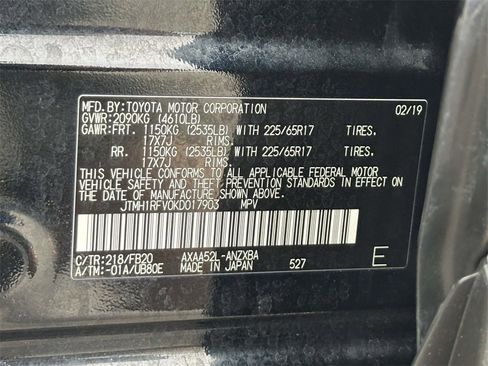 MFD.BY:TOYOTA MOTOR CORPORATION 02/19
GVWR:2090KG (4610LB)
GAWR:FRT. 1150KG (2535LB) WITH 225/65R17 TIRES.
17X7J RIMS.
RR. 1150KG (2535LB) WITH 225/65R17 TIRES.
17X7J RIMS.
THIS VEHICLE CONFORMS TO ALL APPLICABLE FEDERAL MOTOR
VEHICLE SAFETY AND THEFT PREVENTION STANDARDS IN EFFECT
ON THE DATE OF MANUFACTURE SHOWN ABOVE.
JTMH1RFV0KD017903 MPV
C/TR:218/FB20 AXAA52L-ANZXBA
A/TM:-01A/UB80E MADE IN JAPAN 527 E